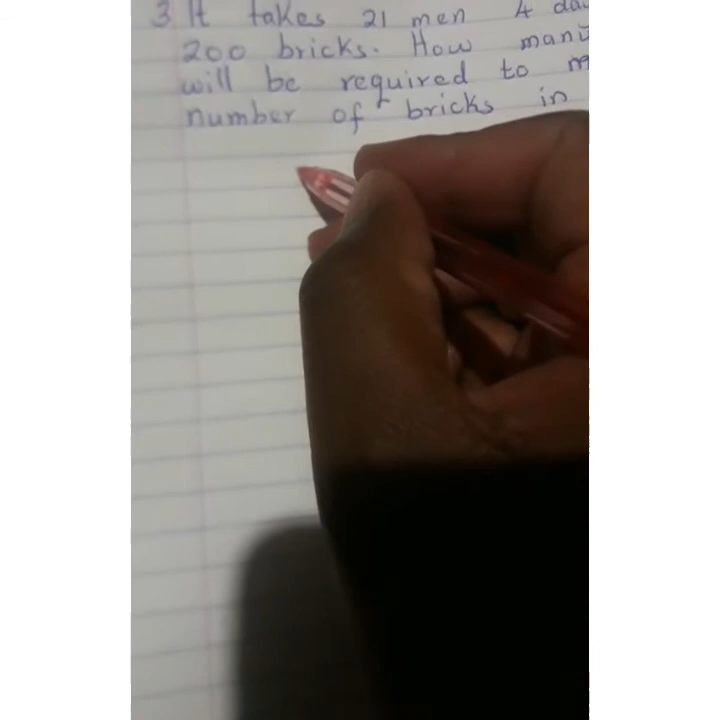 3 It takes 21 men 4
200 bricks. How
will be required to
number of bricks in